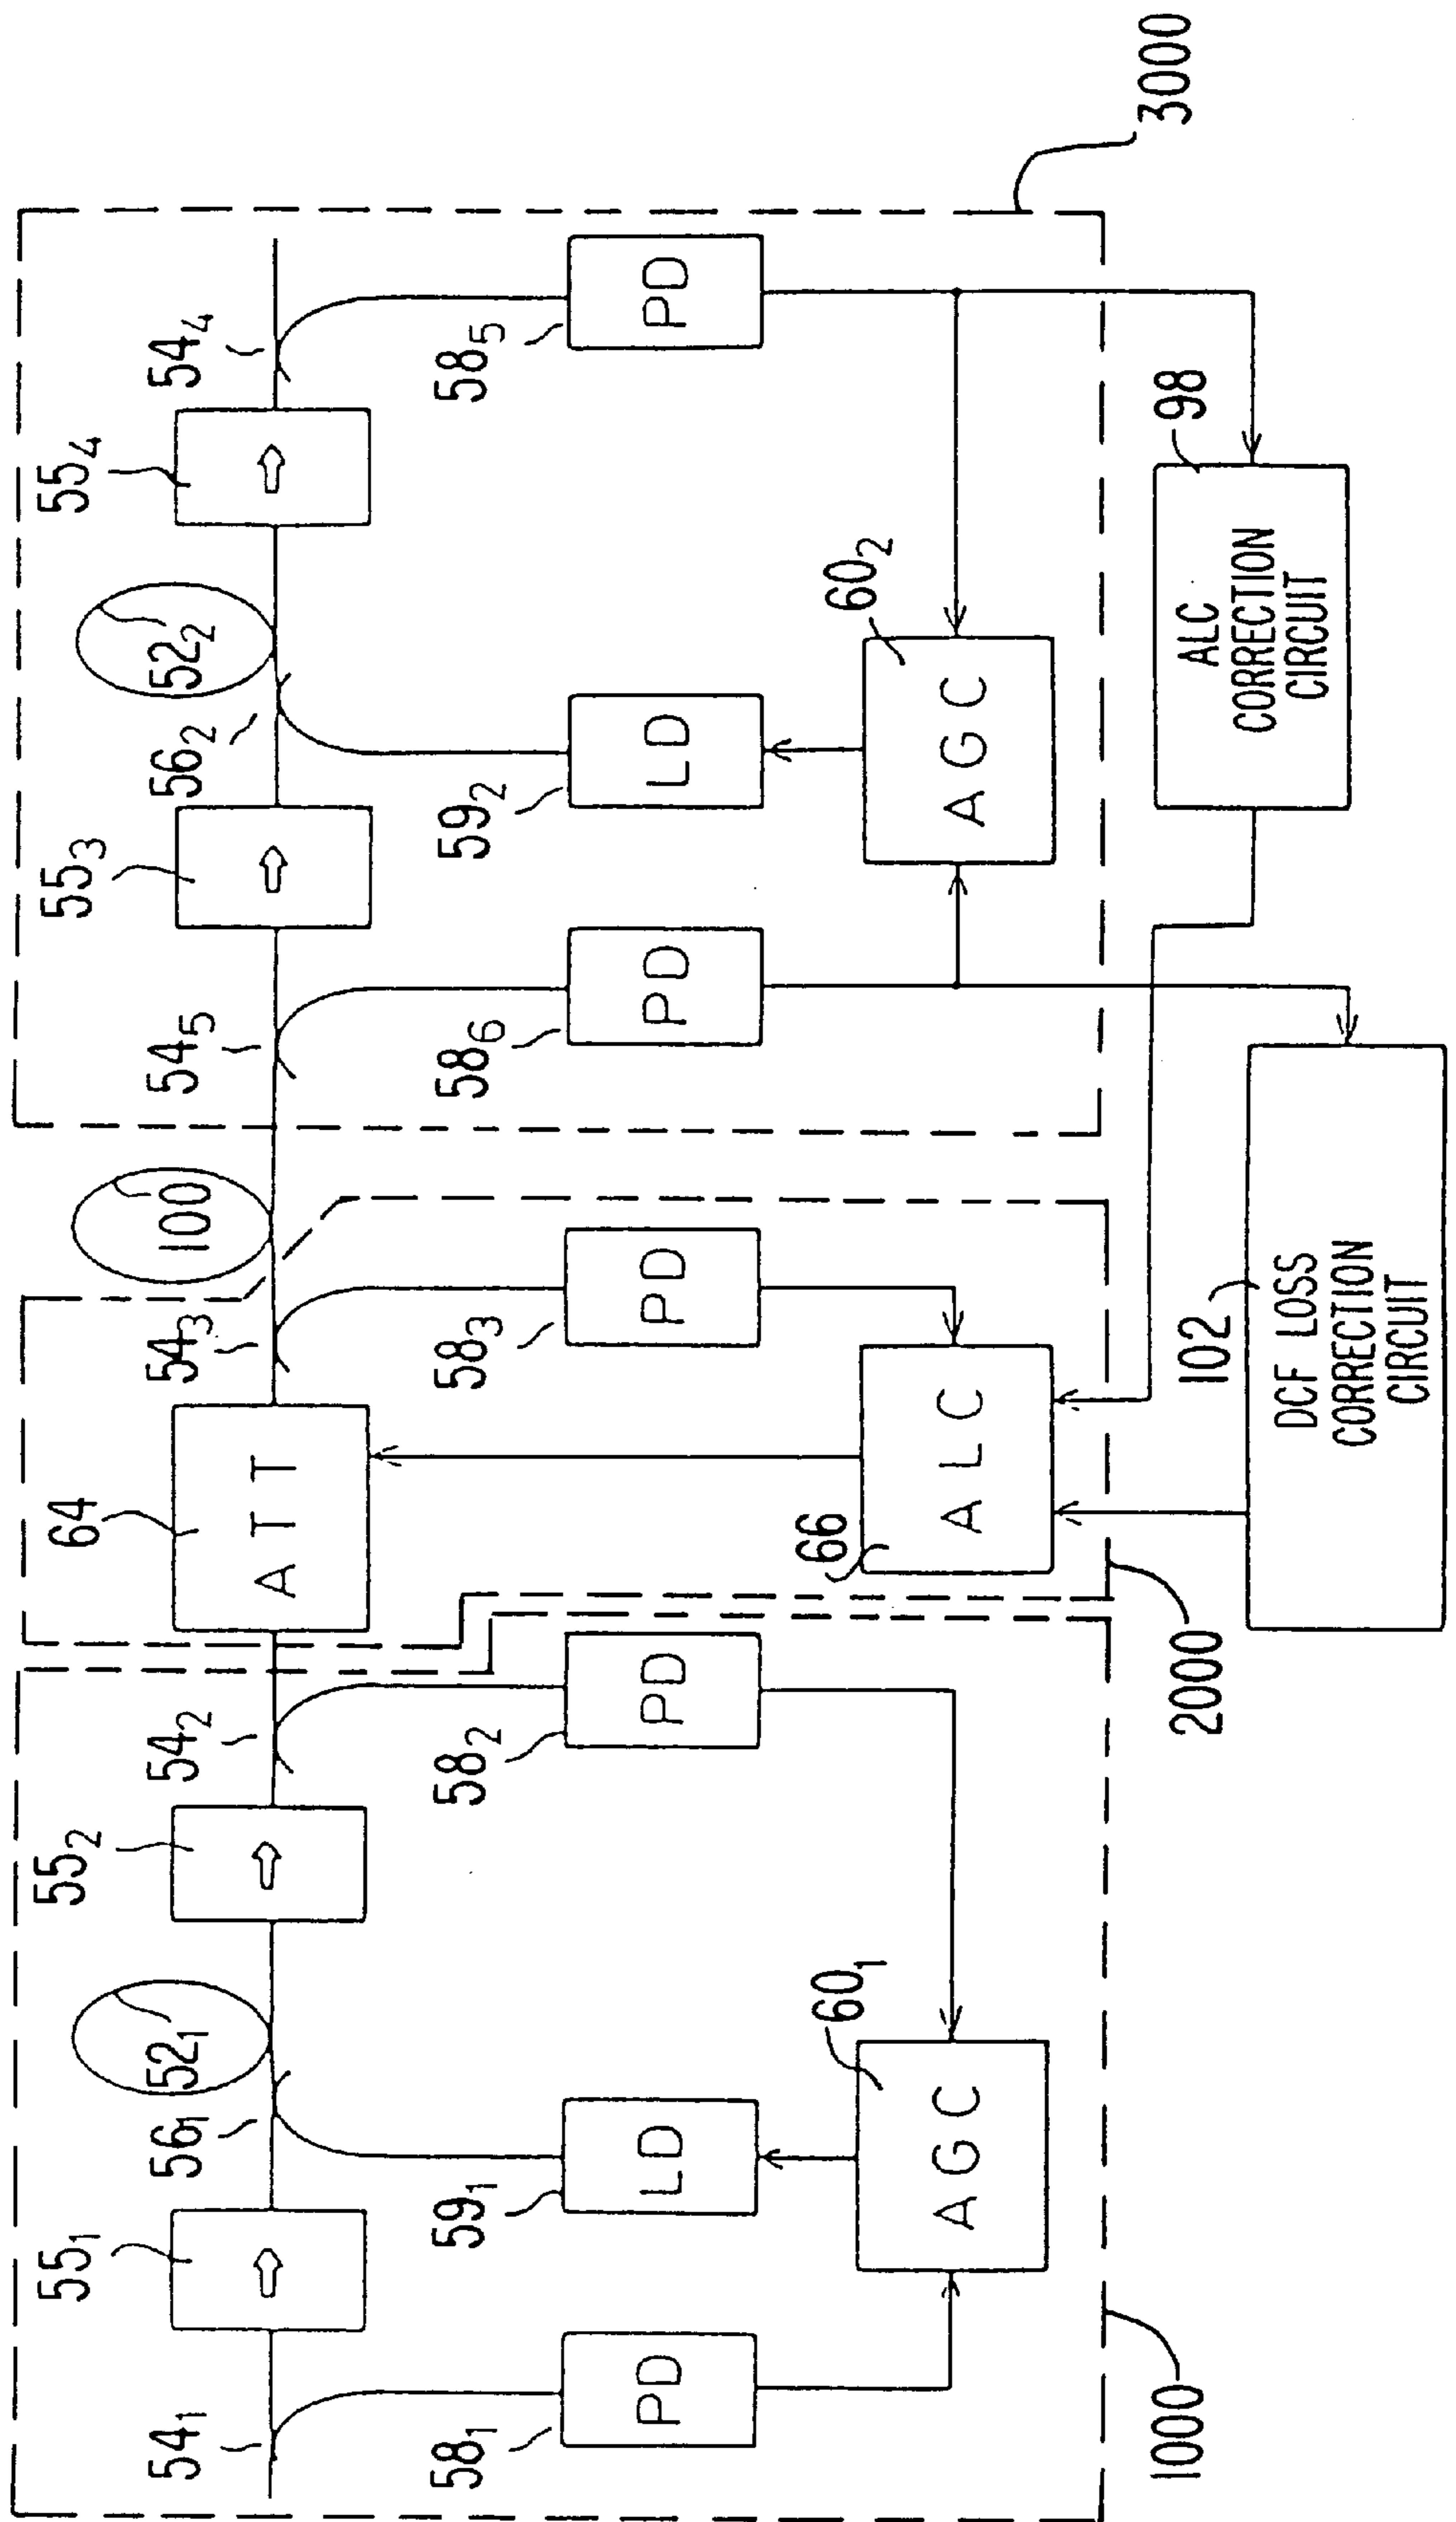 54₁
55₁
56₁
52₁
55₂
54₂
64
ATT
54₃
100
54₅
55₃
56₂
52₂
55₄
54₄
58₁
PD
59₁
LD
58₂
PD
58₃
PD
58₆
PD
59₂
LD
58₅
PD
60₁
AGC
66
ALC
60₂
AGC
1000
2000
3000
102
DCF LOSS
CORRECTION
CIRCUIT
98
ALC
CORRECTION
CIRCUIT